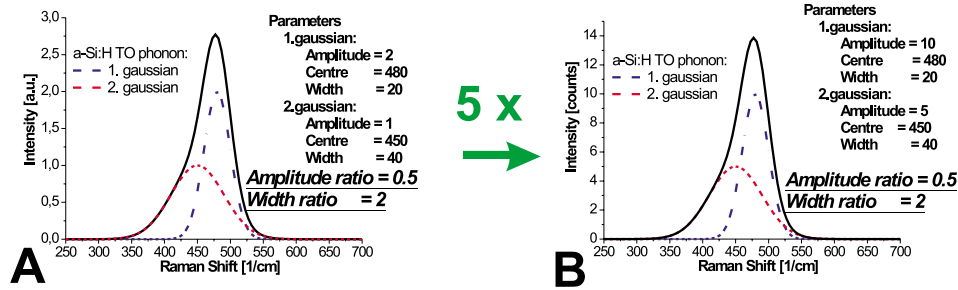 Parameters
1.gaussian:
Amplitude = 2
Centre = 480
Width = 20
2.gaussian:
Amplitude = 1
Centre = 450
Width = 40
Amplitude ratio = 0.5
Width ratio = 2
a-Si:H TO phonon:
1. gaussian
2. gaussian
Intensity [a.u.]
3,0
2,5
2,0
1,5
1,0
0,5
0,0
250 300 350 400 450 500 550 600 650 700
Raman Shift [1/cm]
A
5 x
Parameters
1.gaussian:
Amplitude = 10
Centre = 480
Width = 20
2.gaussian:
Amplitude = 5
Centre = 450
Width = 40
Amplitude ratio = 0.5
Width ratio = 2
a-Si:H TO phonon:
1. gaussian
2. gaussian
Intensity [counts]
14
12
10
8
6
4
2
0
250 300 350 400 450 500 550 600 650 700
Raman Shift [1/cm]
B